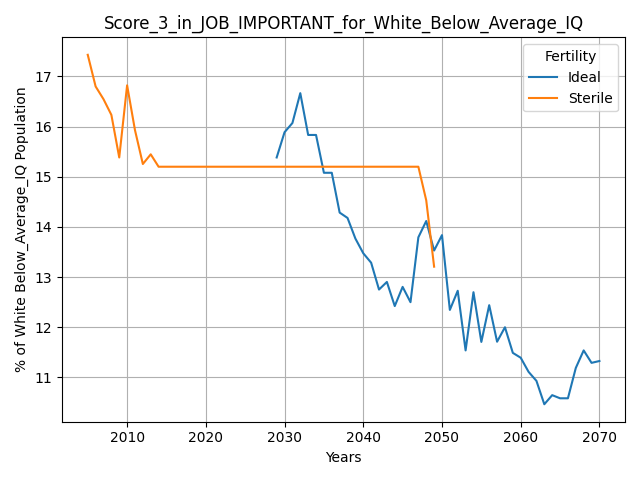 Score_3_in_JOB_IMPORTANT_for_White_Below_Average_IQ
Fertility
Ideal
Sterile
% of White Below_Average_IQ Population
17
16
15
14
13
12
11
2010 2020 2030 2040 2050 2060 2070
Years